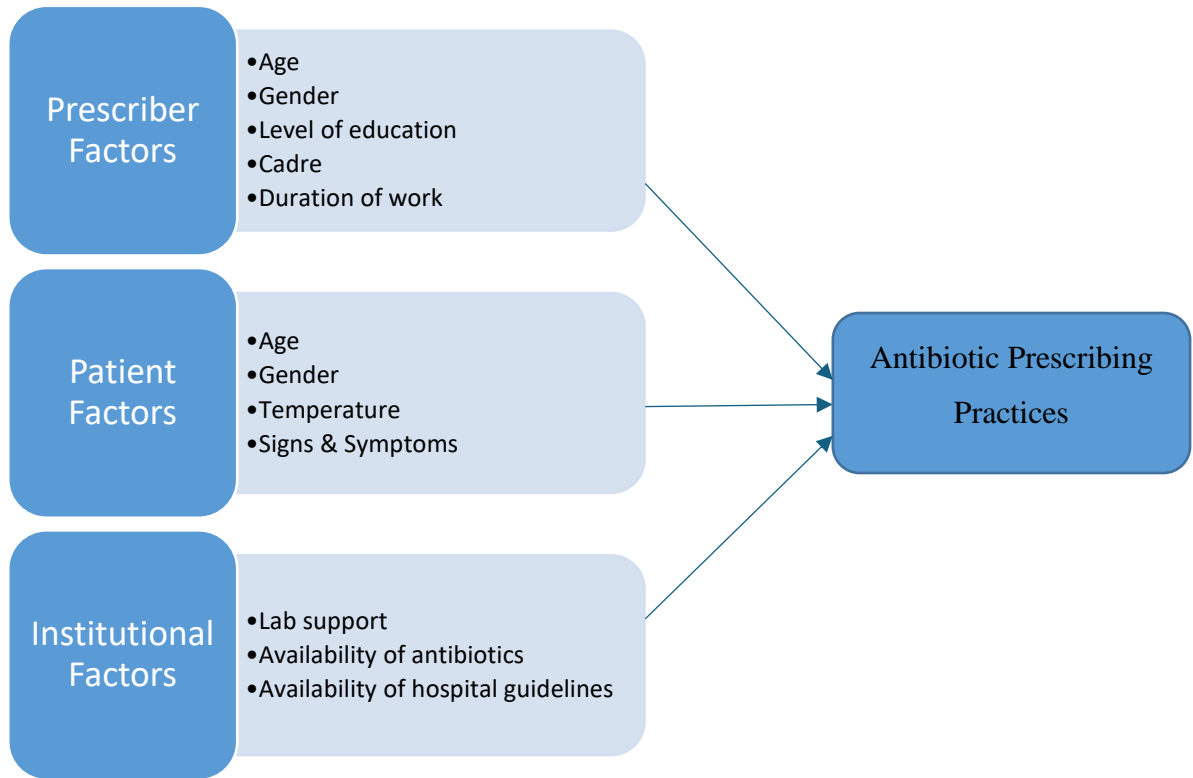 Prescriber
Factors
•Age
•Gender
•Level of education
•Cadre
•Duration of work
Patient
Factors
•Age
•Gender
•Temperature
•Signs & Symptoms
Institutional
Factors
•Lab support
•Availability of antibiotics
•Availability of hospital guidelines
Antibiotic Prescribing
Practices